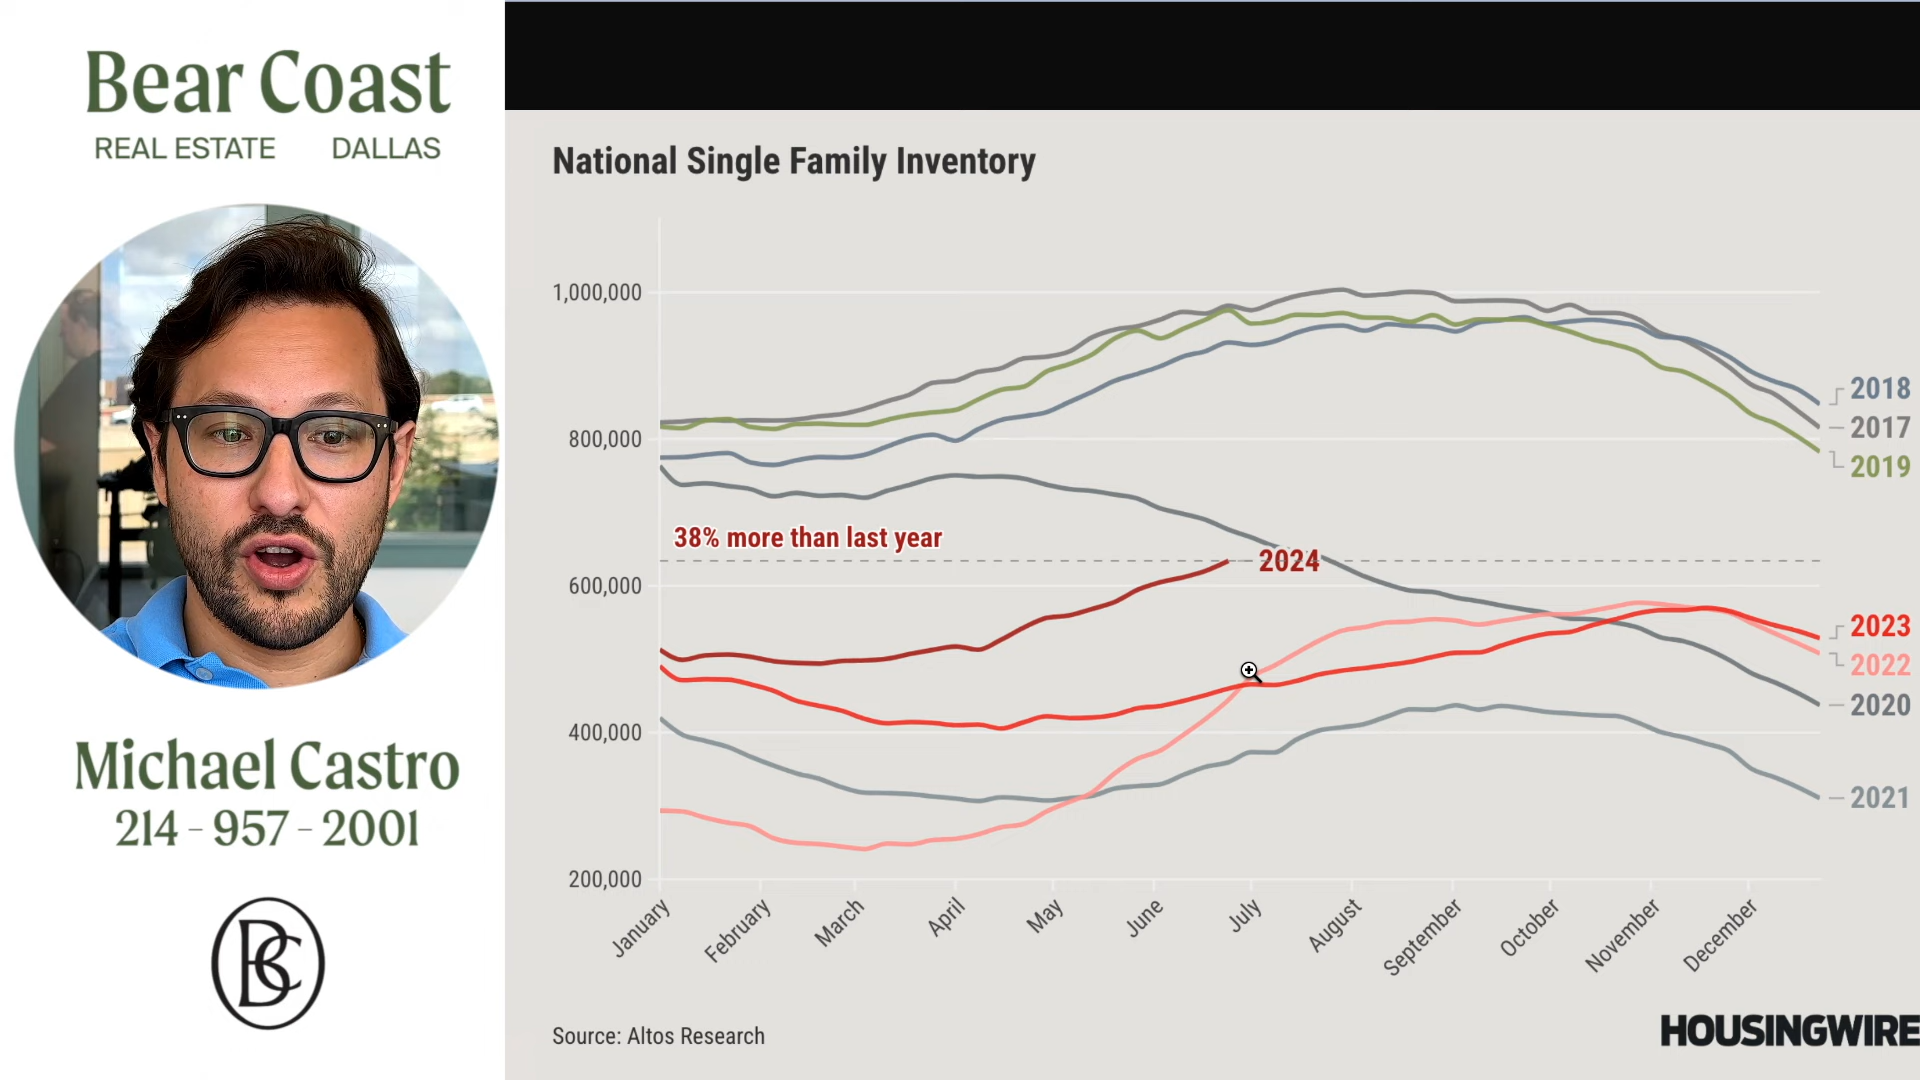 Bear Coast
REAL ESTATE DALLAS
Michael Castro
214 - 957 - 2001
BC
National Single Family Inventory
1,000,000
800,000
600,000
400,000
200,000
38% more than last year
2024
2018
2017
2019
2023
2022
2020
2021
January
February
March
April
May
June
July
August
September
October
November
December
Source: Altos Research
HOUSINGWIRE